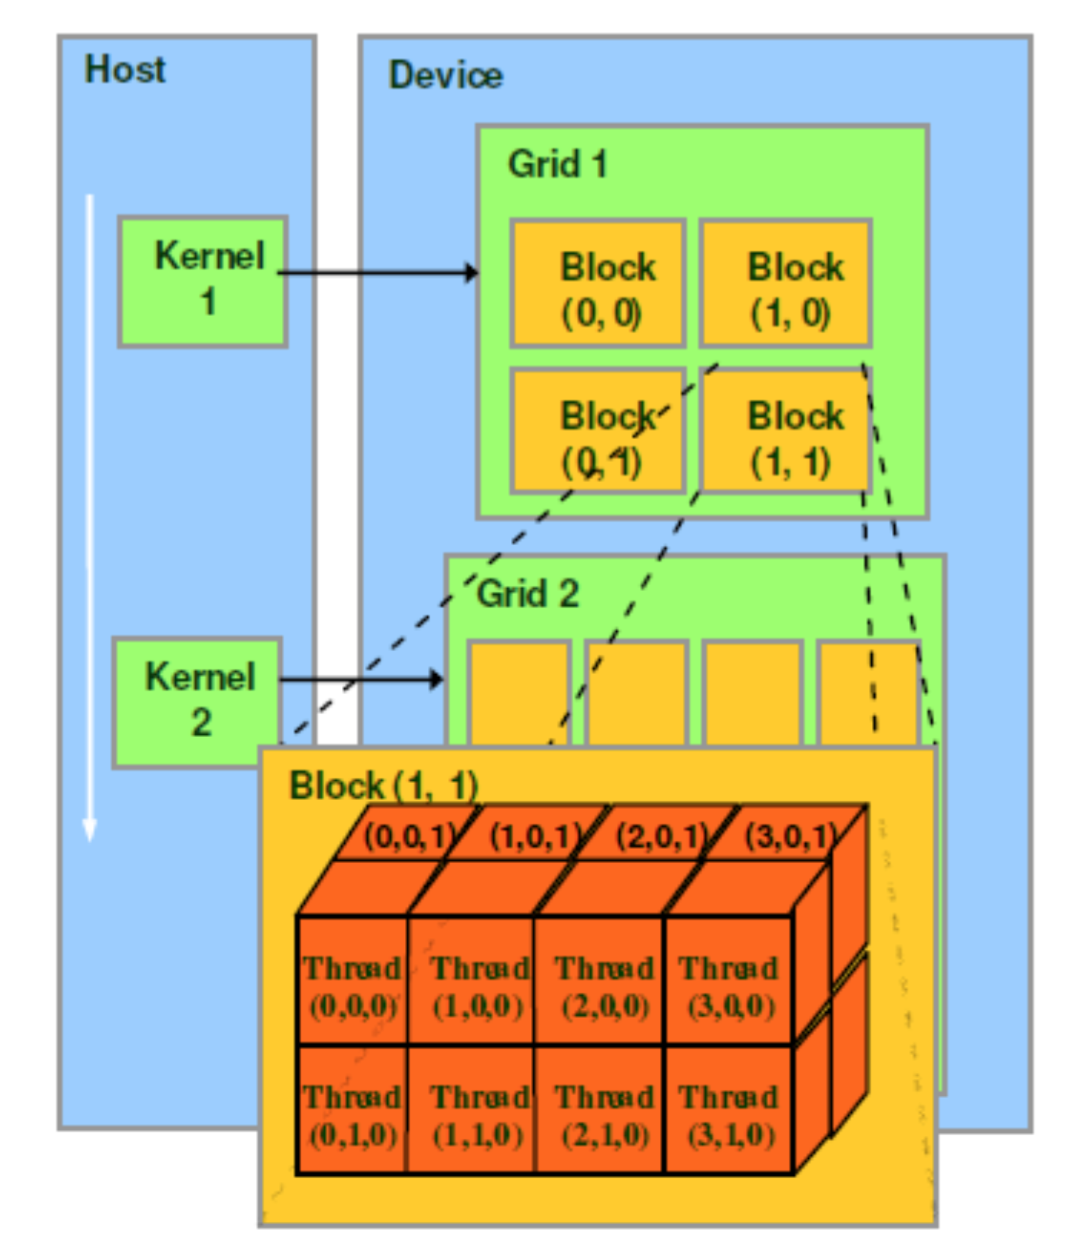 Host
Device
Grid 1
Kernel
1
Block
(0, 0)
Block
(1, 0)
Block
(0, 1)
Block
(1, 1)
Grid 2
Kernel
2
Block (1, 1)
(0,0,1)
(1,0,1)
(2,0,1)
(3,0,1)
Thread
(0,0,0)
Thread
(1,0,0)
Thread
(2,0,0)
Thread
(3,0,0)
Thread
(0,1,0)
Thread
(1,1,0)
Thread
(2,1,0)
Thread
(3,1,0)